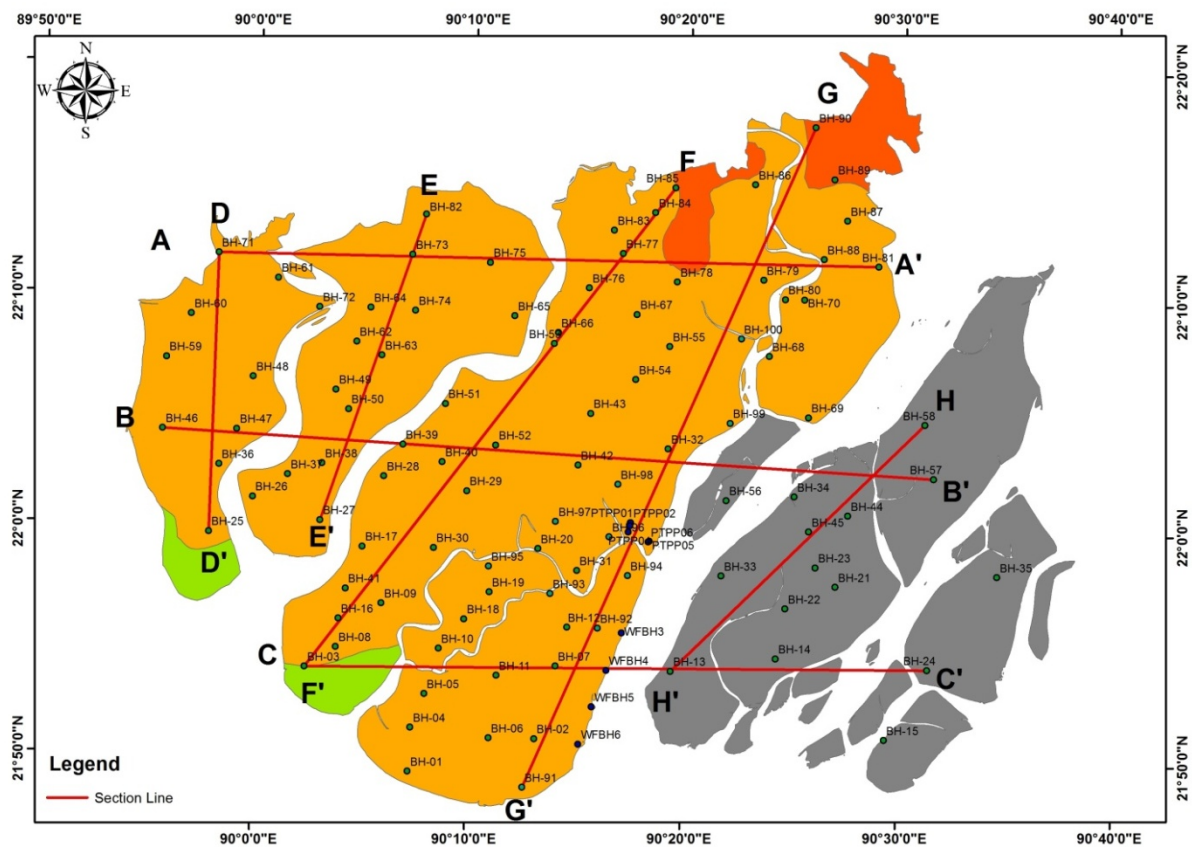 89°50'0"E 90°0'0"E 90°10'0"E 90°20'0"E 90°30'0"E 90°40'0"E
N
W E
S
22°20'0"N
G
BH-90
F
BH-85 BH-86 BH-89
E
BH-82
BH-84
BH-83 BH-87
D
A BH-71 BH-73 BH-75 BH-77 BH-88 BH-81 A'
BH-61 BH-76 BH-78 BH-79
22°10'0"N 22°10'0"N
BH-60 BH-72 BH-64 BH-74 BH-65 BH-67 BH-80 BH-70
BH-66
BH-62 BH-100
BH-59 BH-63 BH-55 BH-68
BH-48 BH-49 BH-54
BH-50 BH-51 BH-43
B BH-46 BH-47 BH-39 BH-52 BH-99 BH-69 BH-58 H
BH-36 BH-37 BH-38 BH-40 BH-42 BH-32
BH-28 BH-98 BH-57
BH-26 BH-29 BH-56 BH-34 B'
22°0'0"N 22°0'0"N
BH-25 BH-27 BH-97 PTPP01 PTPP02 BH-44
E' BH-96 PTPP06 BH-45
D' BH-17 BH-30 BH-20 PTPP05
BH-95 BH-31 BH-94 BH-33 BH-23 BH-35
BH-41 BH-19 BH-93 BH-21
BH-16 BH-09 BH-18 BH-22
BH-12 BH-92 WFBH3
BH-08 BH-10
C BH-03 BH-11 BH-07 WFBH4 BH-13 BH-14 BH-24
F' H' C'
BH-05 WFBH5
BH-04 BH-06 BH-02 WFBH6 BH-15
21°50'0"N 21°50'0"N
BH-01 BH-91
G'
Legend
Section Line
90°0'0"E 90°10'0"E 90°20'0"E 90°30'0"E 90°40'0"E